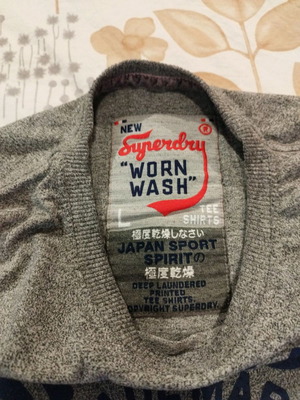 NEW
Superdry ®
"WORN
WASH"
L TEE
SHIRTS
極度乾燥しなさい
JAPAN SPORT
SPIRITの
極度乾燥
DEEP LAUNDERED
PRINTED
TEE SHIRTS.
COPYRIGHT SUPERDRY.